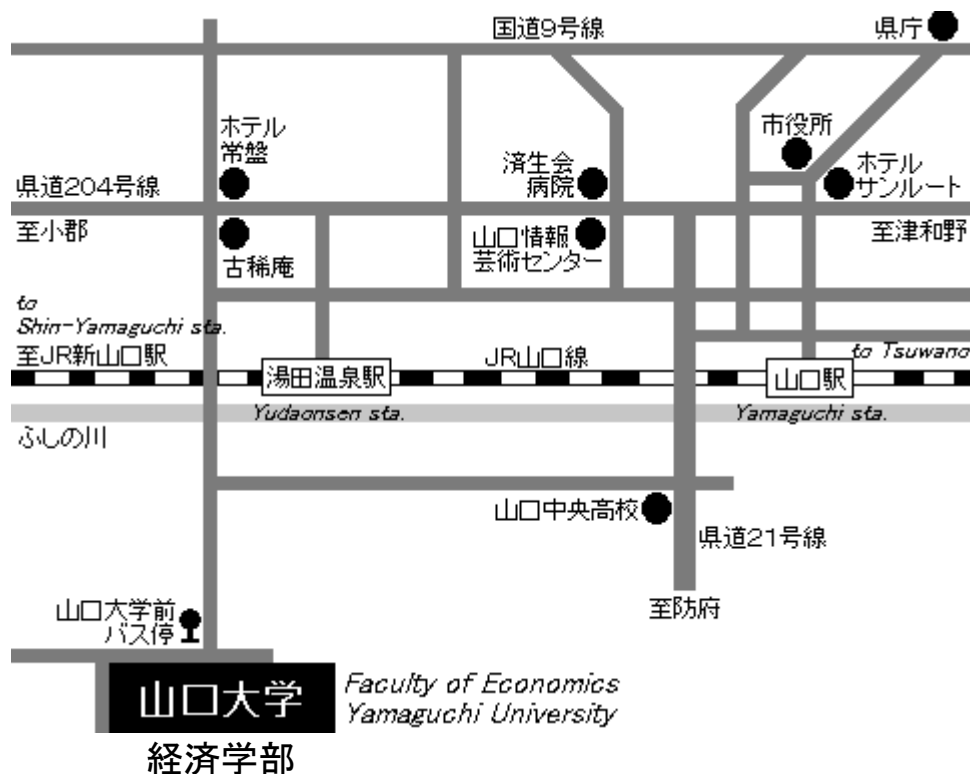 国道9号線
県庁
ホテル
常盤
済生会
病院
市役所
ホテル
サンルート
県道204号線
至小郡
古稀庵
山口情報
芸術センター
至津和野
to
Shin-Yamaguchi sta.
至JR新山口駅
湯田温泉駅
JR山口線
山口駅
to Tsuwano
Yudaonsen sta.
Yamaguchi sta.
ふしの川
山口中央高校
県道21号線
至防府
山口大学前
バス停
山口大学
Faculty of Economics
Yamaguchi University
経済学部